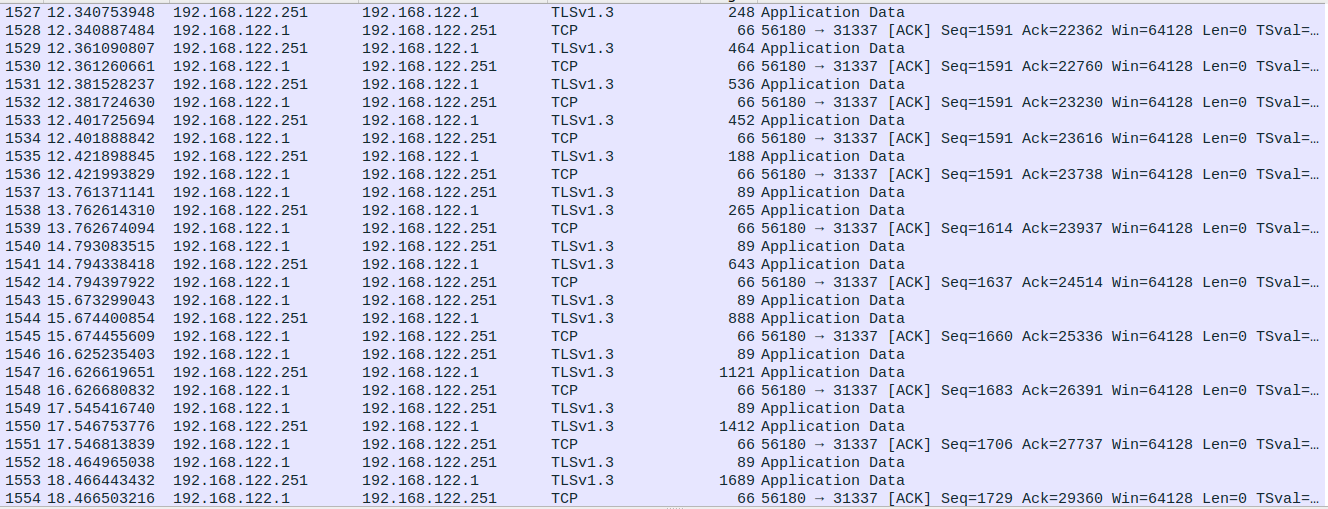 1527 12.340753948 192.168.122.251 192.168.122.1 TLSv1.3 248 Application Data
1528 12.340887484 192.168.122.1 192.168.122.251 TCP 66 56180 → 31337 [ACK] Seq=1591 Ack=22362 Win=64128 Len=0 TSval=…
1529 12.361090807 192.168.122.251 192.168.122.1 TLSv1.3 464 Application Data
1530 12.361260661 192.168.122.1 192.168.122.251 TCP 66 56180 → 31337 [ACK] Seq=1591 Ack=22760 Win=64128 Len=0 TSval=…
1531 12.381528237 192.168.122.251 192.168.122.1 TLSv1.3 536 Application Data
1532 12.381724630 192.168.122.1 192.168.122.251 TCP 66 56180 → 31337 [ACK] Seq=1591 Ack=23230 Win=64128 Len=0 TSval=…
1533 12.401725694 192.168.122.251 192.168.122.1 TLSv1.3 452 Application Data
1534 12.401888842 192.168.122.1 192.168.122.251 TCP 66 56180 → 31337 [ACK] Seq=1591 Ack=23616 Win=64128 Len=0 TSval=…
1535 12.421898845 192.168.122.251 192.168.122.1 TLSv1.3 188 Application Data
1536 12.421993829 192.168.122.1 192.168.122.251 TCP 66 56180 → 31337 [ACK] Seq=1591 Ack=23738 Win=64128 Len=0 TSval=…
1537 13.761371141 192.168.122.1 192.168.122.251 TLSv1.3 89 Application Data
1538 13.762614310 192.168.122.251 192.168.122.1 TLSv1.3 265 Application Data
1539 13.762674094 192.168.122.1 192.168.122.251 TCP 66 56180 → 31337 [ACK] Seq=1614 Ack=23937 Win=64128 Len=0 TSval=…
1540 14.793083515 192.168.122.1 192.168.122.251 TLSv1.3 89 Application Data
1541 14.794338418 192.168.122.251 192.168.122.1 TLSv1.3 643 Application Data
1542 14.794397922 192.168.122.1 192.168.122.251 TCP 66 56180 → 31337 [ACK] Seq=1637 Ack=24514 Win=64128 Len=0 TSval=…
1543 15.673299043 192.168.122.1 192.168.122.251 TLSv1.3 89 Application Data
1544 15.674400854 192.168.122.251 192.168.122.1 TLSv1.3 888 Application Data
1545 15.674455609 192.168.122.1 192.168.122.251 TCP 66 56180 → 31337 [ACK] Seq=1660 Ack=25336 Win=64128 Len=0 TSval=…
1546 16.625235403 192.168.122.1 192.168.122.251 TLSv1.3 89 Application Data
1547 16.626619651 192.168.122.251 192.168.122.1 TLSv1.3 1121 Application Data
1548 16.626680832 192.168.122.1 192.168.122.251 TCP 66 56180 → 31337 [ACK] Seq=1683 Ack=26391 Win=64128 Len=0 TSval=…
1549 17.545416740 192.168.122.1 192.168.122.251 TLSv1.3 89 Application Data
1550 17.546753776 192.168.122.251 192.168.122.1 TLSv1.3 1412 Application Data
1551 17.546813839 192.168.122.1 192.168.122.251 TCP 66 56180 → 31337 [ACK] Seq=1706 Ack=27737 Win=64128 Len=0 TSval=…
1552 18.464965038 192.168.122.1 192.168.122.251 TLSv1.3 89 Application Data
1553 18.466443432 192.168.122.251 192.168.122.1 TLSv1.3 1689 Application Data
1554 18.466503216 192.168.122.1 192.168.122.251 TCP 66 56180 → 31337 [ACK] Seq=1729 Ack=29360 Win=64128 Len=0 TSval=…